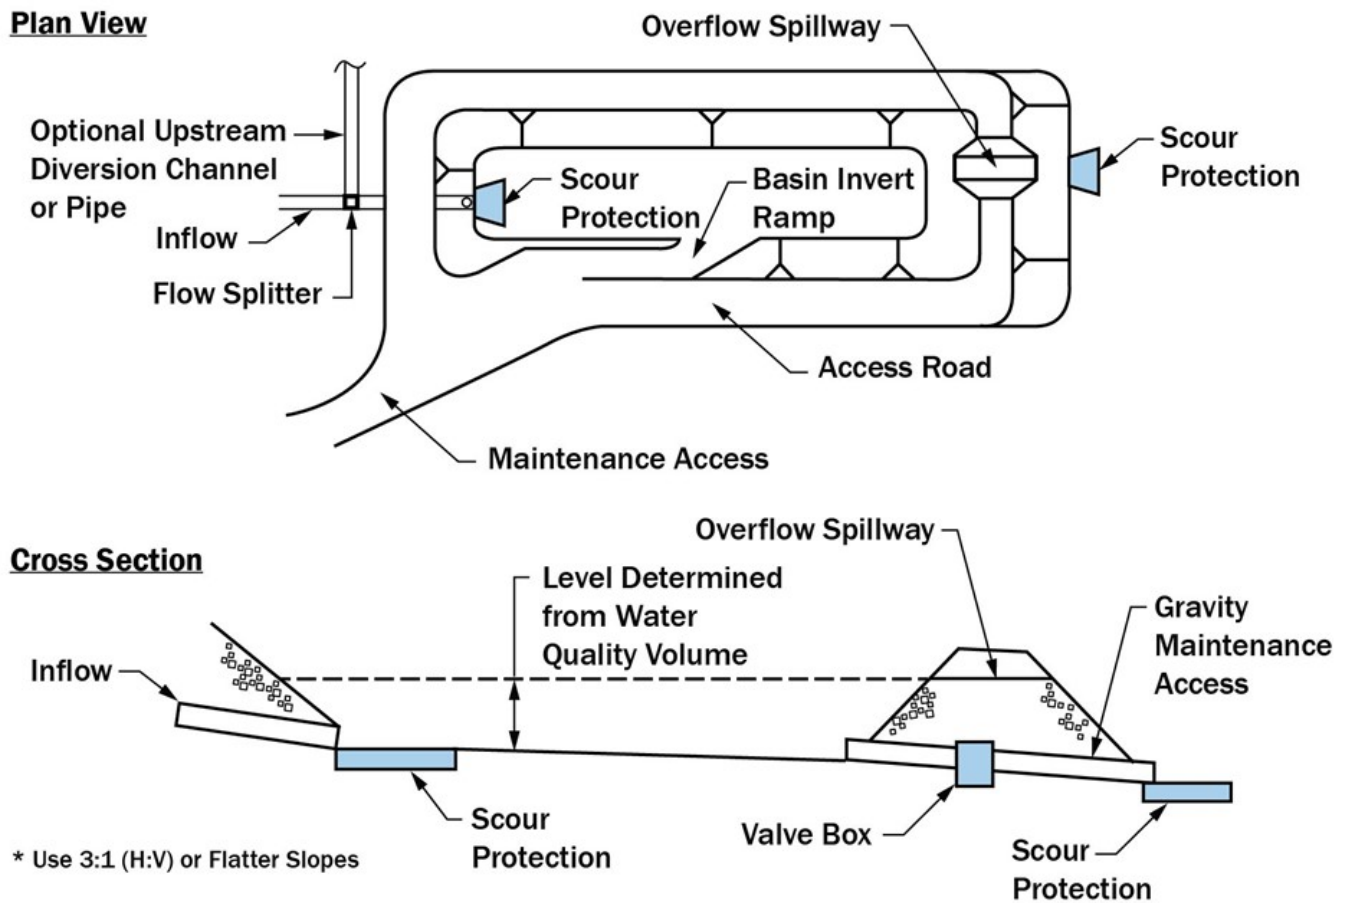 Plan View
Overflow Spillway
Optional Upstream
Diversion Channel
or Pipe
Scour
Protection
Basin Invert
Ramp
Scour
Protection
Inflow
Flow Splitter
Access Road
Maintenance Access
Cross Section
Overflow Spillway
Level Determined
from Water
Quality Volume
Gravity
Maintenance
Access
Inflow
Scour
Protection
Valve Box
Scour
Protection
* Use 3:1 (H:V) or Flatter Slopes